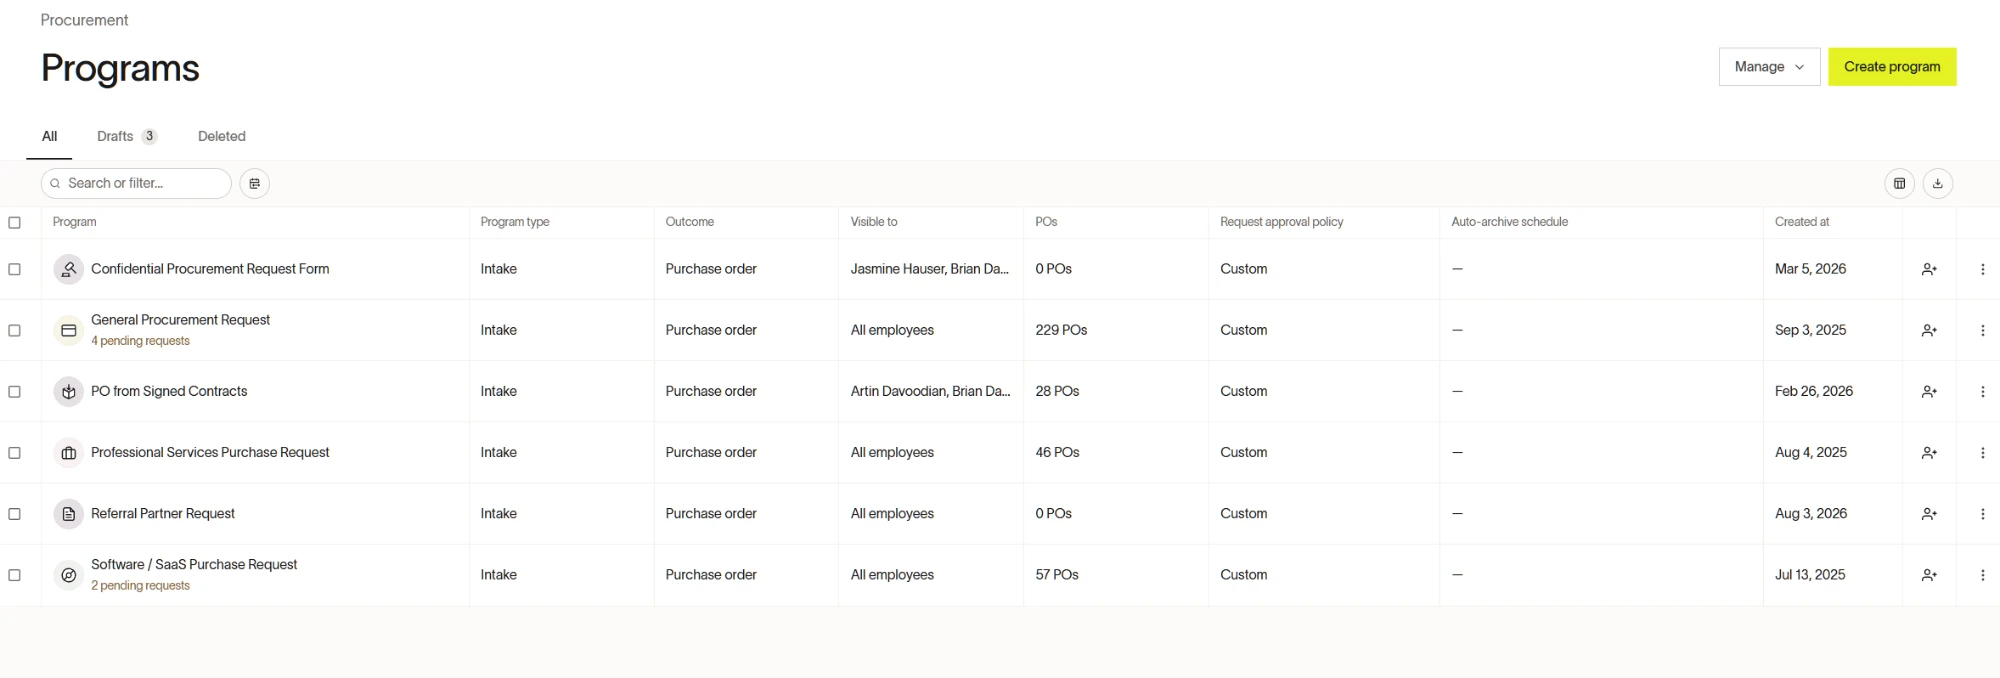 Procurement
Programs
Manage
Create program
All
Drafts 3
Deleted
Search or filter...
Program Program type Outcome Visible to POs Request approval policy Auto-archive schedule Created at
Confidential Procurement Request Form Intake Purchase order Jasmine Hauser, Brian Da... 0 POs Custom — Mar 5, 2026
General Procurement Request
4 pending requests
Intake Purchase order All employees 229 POs Custom — Sep 3, 2025
PO from Signed Contracts Intake Purchase order Artin Davoodian, Brian Da... 28 POs Custom — Feb 26, 2026
Professional Services Purchase Request Intake Purchase order All employees 46 POs Custom — Aug 4, 2025
Referral Partner Request Intake Purchase order All employees 0 POs Custom — Aug 3, 2026
Software / SaaS Purchase Request
2 pending requests
Intake Purchase order All employees 57 POs Custom — Jul 13, 2025